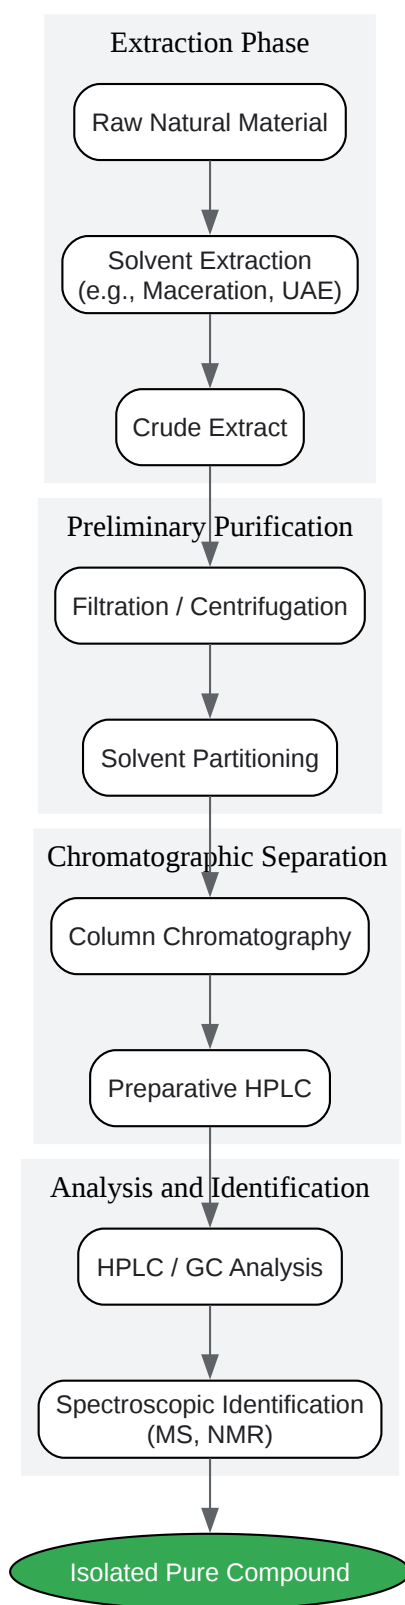 Extraction Phase
Raw Natural Material
Solvent Extraction
(e.g., Maceration, UAE)
Crude Extract
Preliminary Purification
Filtration / Centrifugation
Solvent Partitioning
Chromatographic Separation
Column Chromatography
Preparative HPLC
Analysis and Identification
HPLC / GC Analysis
Spectroscopic Identification
(MS, NMR)
Isolated Pure Compound